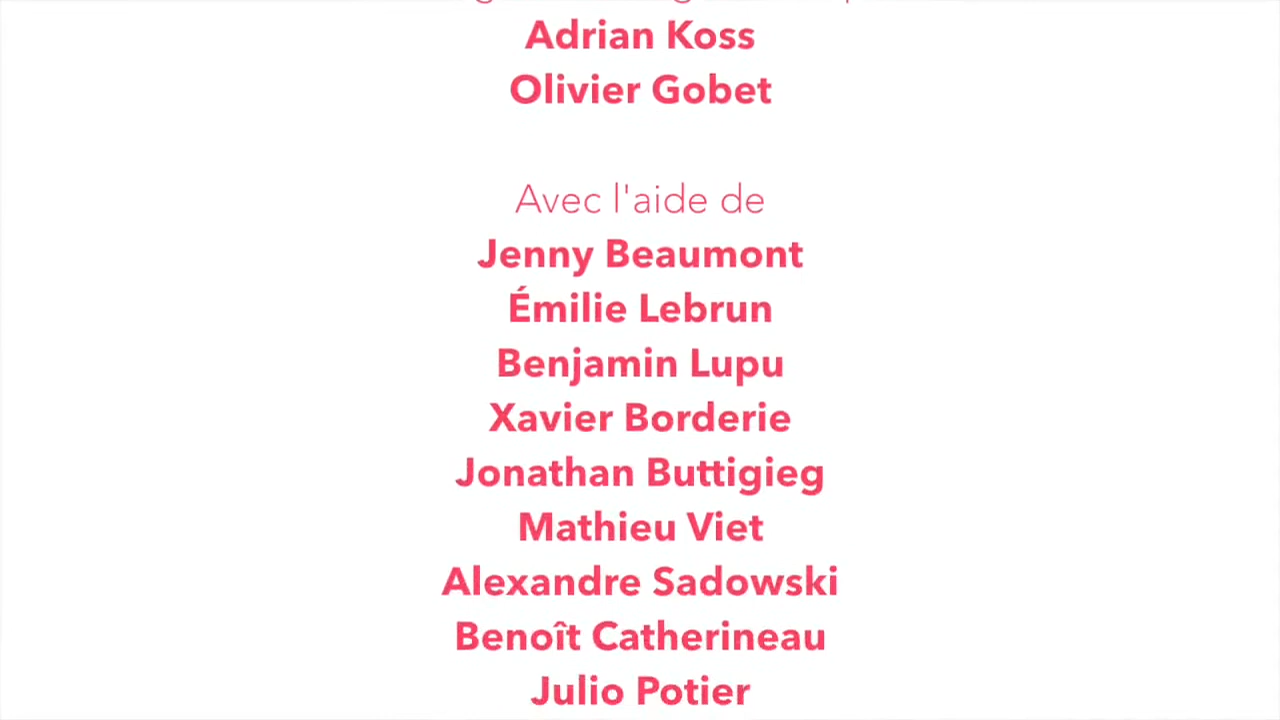 Adrian Koss
Olivier Gobet
Avec l'aide de
Jenny Beaumont
Émilie Lebrun
Benjamin Lupu
Xavier Borderie
Jonathan Buttigieg
Mathieu Viet
Alexandre Sadowski
Benoît Catherineau
Julio Potier